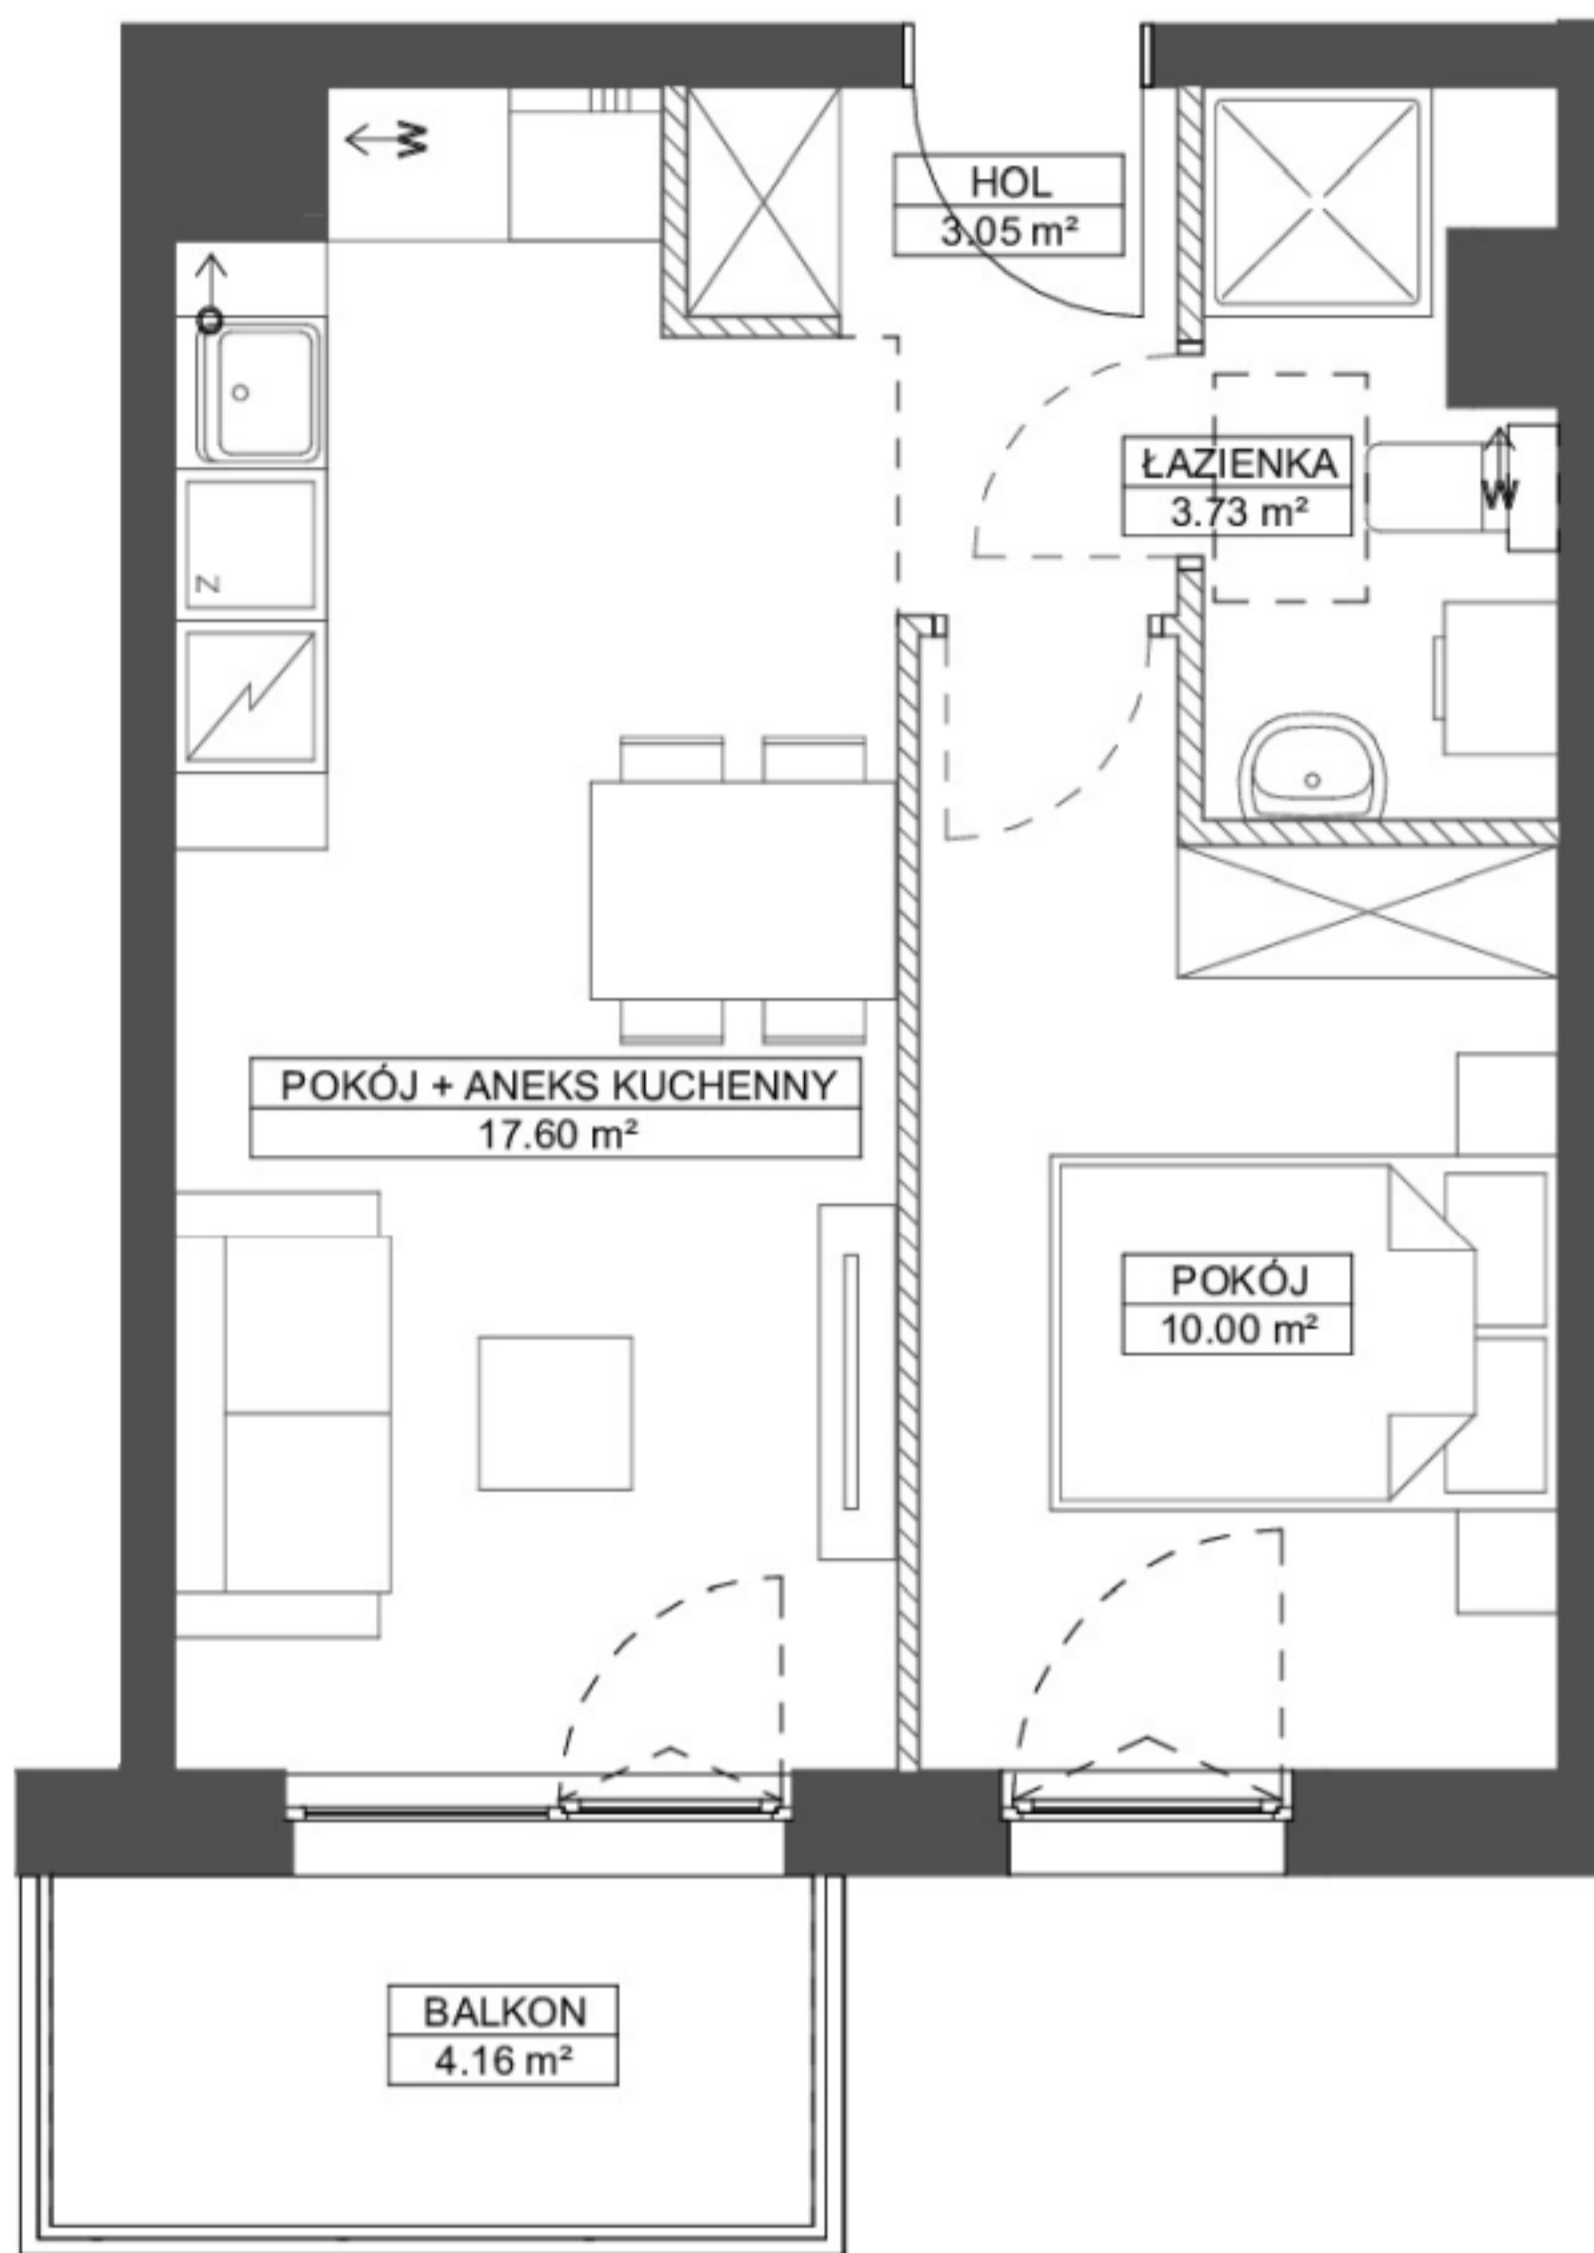 W
HOL
3.05 m²
O
ŁAZIENKA
3.73 m²
W
Z
POKÓJ + ANEKS KUCHENNY
17.60 m²
POKÓJ
10.00 m²
BALKON
4.16 m²